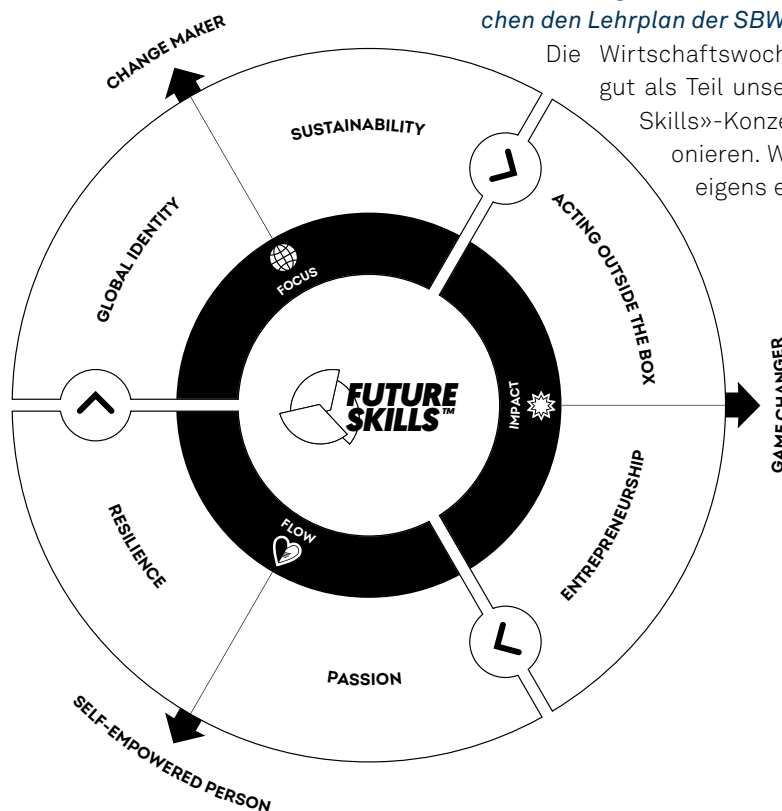 chen den Lehrplan der SBW
Die Wirtschaftswoch
gut als Teil unse
Skills»-Konze
onieren. W
eigens e
CHANGE MAKER
SUSTAINABILITY
GLOBAL IDENTITY
ACTING OUTSIDE THE BOX
FOCUS
IMPACT
FUTURE
SKILLS™
GAME CHANGER
FLOW
RESILIENCE
ENTREPRENEURSHIP
PASSION
SELF-EMPOWERED PERSON